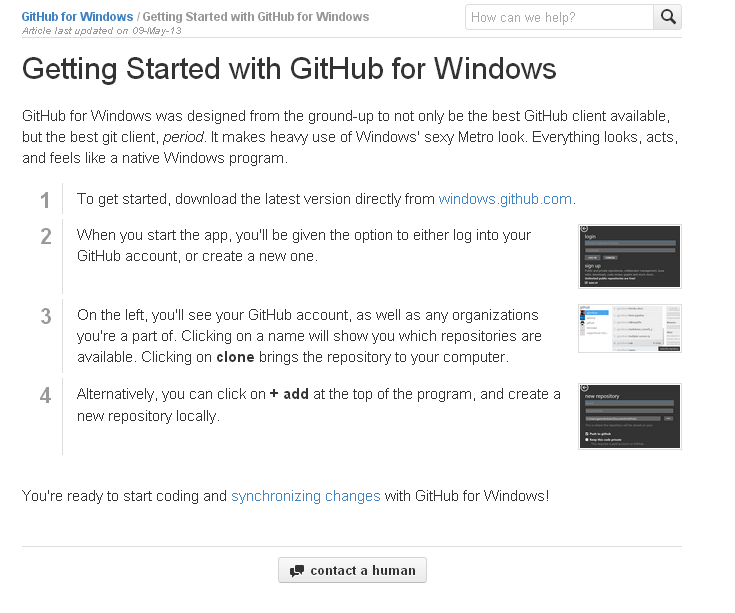 GitHub for Windows / Getting Started with GitHub for Windows
How can we help?
Article last updated on 09-May-13
Getting Started with GitHub for Windows
GitHub for Windows was designed from the ground-up to not only be the best GitHub client available,
but the best git client, period. It makes heavy use of Windows' sexy Metro look. Everything looks, acts,
and feels like a native Windows program.
1 To get started, download the latest version directly from windows.github.com.
2 When you start the app, you'll be given the option to either log into your
GitHub account, or create a new one.
login
sign up
3 On the left, you'll see your GitHub account, as well as any organizations
you're a part of. Clicking on a name will show you which repositories are
available. Clicking on clone brings the repository to your computer.
4 Alternatively, you can click on + add at the top of the program, and create a
new repository locally.
new repository
Push to github
Keep this code private
You're ready to start coding and synchronizing changes with GitHub for Windows!
contact a human